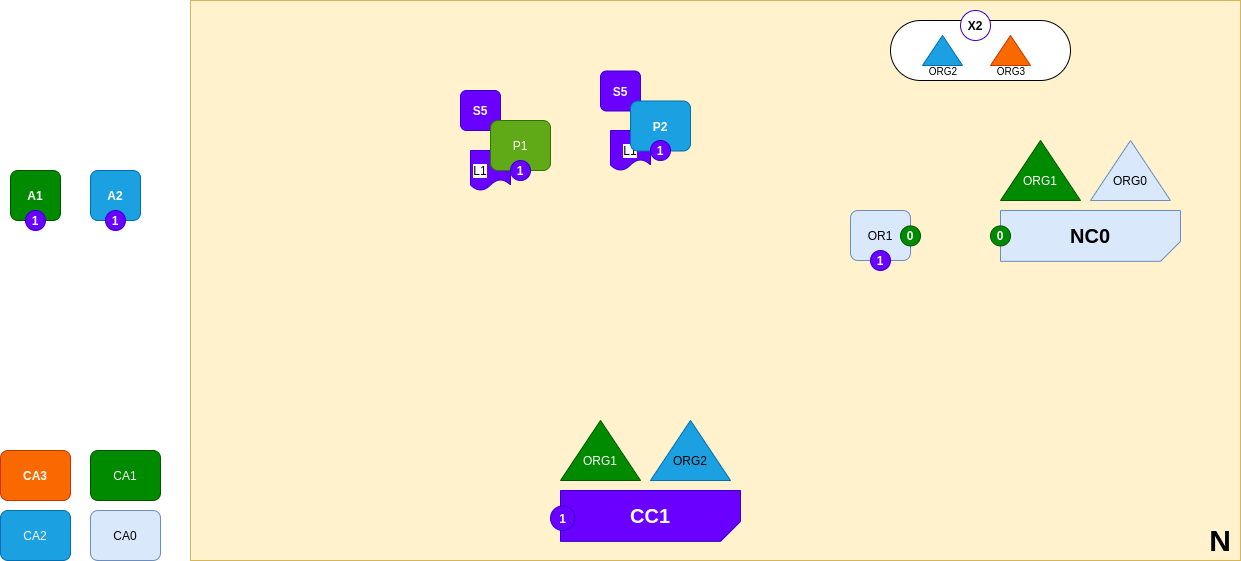 X2
ORG2 ORG3
S5
S5
P2
L1
1
P1
L1
1
ORG1 ORG0
A1
1
A2
1
OR1
0
1
0
NC0
ORG1 ORG2
CA3 CA1
1
CC1
CA2 CA0
N